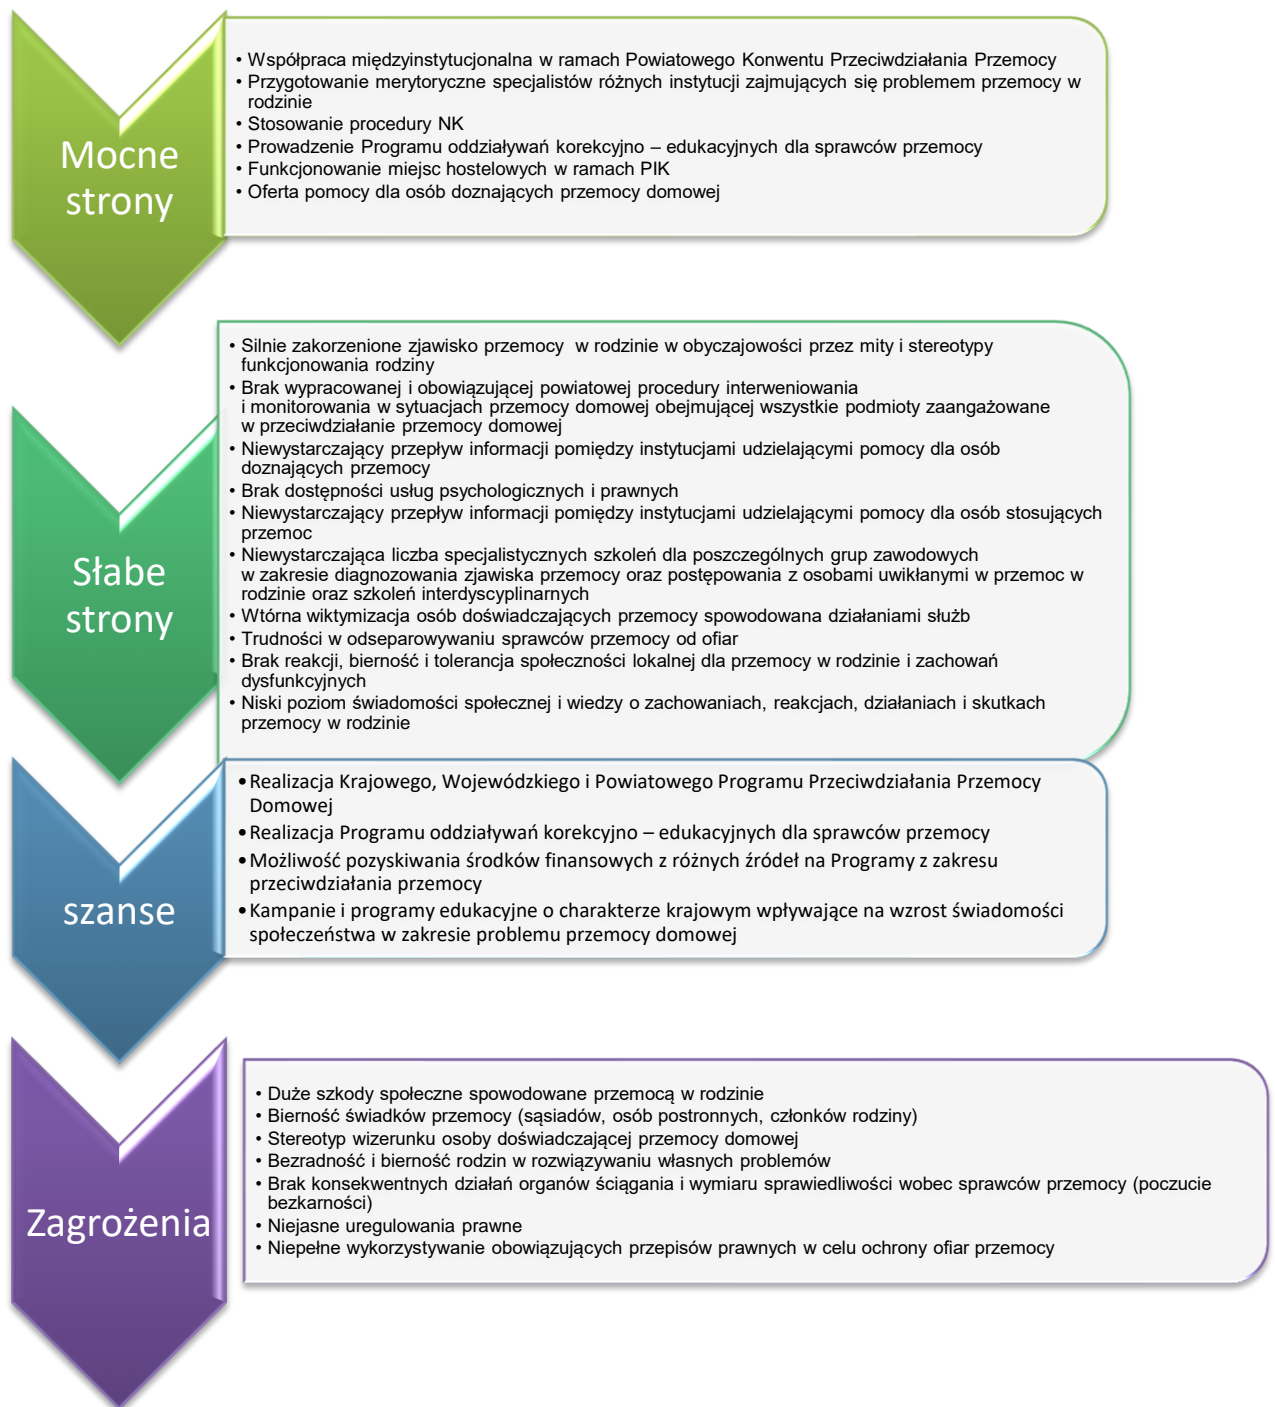 Mocne
strony
• Współpraca międzyinstytucjonalna w ramach Powiatowego Konwentu Przeciwdziałania Przemocy
• Przygotowanie merytoryczne specjalistów różnych instytucji zajmujących się problemem przemocy w
rodzinie
• Stosowanie procedury NK
• Prowadzenie Programu oddziaływań korekcyjno – edukacyjnych dla sprawców przemocy
• Funkcjonowanie miejsc hostelowych w ramach PIK
• Oferta pomocy dla osób doznających przemocy domowej
Słabe
strony
• Silnie zakorzenione zjawisko przemocy w rodzinie w obyczajowości przez mity i stereotypy
funkcjonowania rodziny
• Brak wypracowanej i obowiązującej powiatowej procedury interweniowania
i monitorowania w sytuacjach przemocy domowej obejmującej wszystkie podmioty zaangażowane
w przeciwdziałanie przemocy domowej
• Niewystarczający przepływ informacji pomiędzy instytucjami udzielającymi pomocy dla osób
doznających przemocy
• Brak dostępności usług psychologicznych i prawnych
• Niewystarczający przepływ informacji pomiędzy instytucjami udzielającymi pomocy dla osób stosujących
przemoc
• Niewystarczająca liczba specjalistycznych szkoleń dla poszczególnych grup zawodowych
w zakresie diagnozowania zjawiska przemocy oraz postępowania z osobami uwikłanymi w przemoc w
rodzinie oraz szkoleń interdyscyplinarnych
• Wtórna wiktymizacja osób doświadczających przemocy spowodowana działaniami służb
• Trudności w odseparowywaniu sprawców przemocy od ofiar
• Brak reakcji, bierność i tolerancja społeczności lokalnej dla przemocy w rodzinie i zachowań
dysfunkcyjnych
• Niski poziom świadomości społecznej i wiedzy o zachowaniach, reakcjach, działaniach i skutkach
przemocy w rodzinie
szanse
• Realizacja Krajowego, Wojewódzkiego i Powiatowego Programu Przeciwdziałania Przemocy
Domowej
• Realizacja Programu oddziaływań korekcyjno – edukacyjnych dla sprawców przemocy
• Możliwość pozyskiwania środków finansowych z różnych źródeł na Programy z zakresu
przeciwdziałania przemocy
• Kampanie i programy edukacyjne o charakterze krajowym wpływające na wzrost świadomości
społeczeństwa w zakresie problemu przemocy domowej
Zagrożenia
• Duże szkody społeczne spowodowane przemocą w rodzinie
• Bierność świadków przemocy (sąsiadów, osób postronnych, członków rodziny)
• Stereotyp wizerunku osoby doświadczającej przemocy domowej
• Bezradność i bierność rodzin w rozwiązywaniu własnych problemów
• Brak konsekwentnych działań organów ściągania i wymiaru sprawiedliwości wobec sprawców przemocy (poczucie
bezkarności)
• Niejasne uregulowania prawne
• Niepełne wykorzystywanie obowiązujących przepisów prawnych w celu ochrony ofiar przemocy